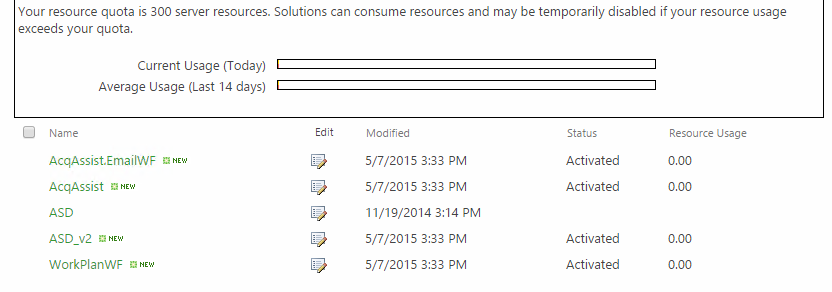 Your resource quota is 300 server resources. Solutions can consume resources and may be temporarily disabled if your resource usage
exceeds your quota.
Current Usage (Today)
Average Usage (Last 14 days)
Name Edit Modified Status Resource Usage
AcqAssist.EmailWF NEW 5/7/2015 3:33 PM Activated 0.00
AcqAssist NEW 5/7/2015 3:33 PM Activated 0.00
ASD 11/19/2014 3:14 PM
ASD_v2 NEW 5/7/2015 3:33 PM Activated 0.00
WorkPlanWF NEW 5/7/2015 3:33 PM Activated 0.00